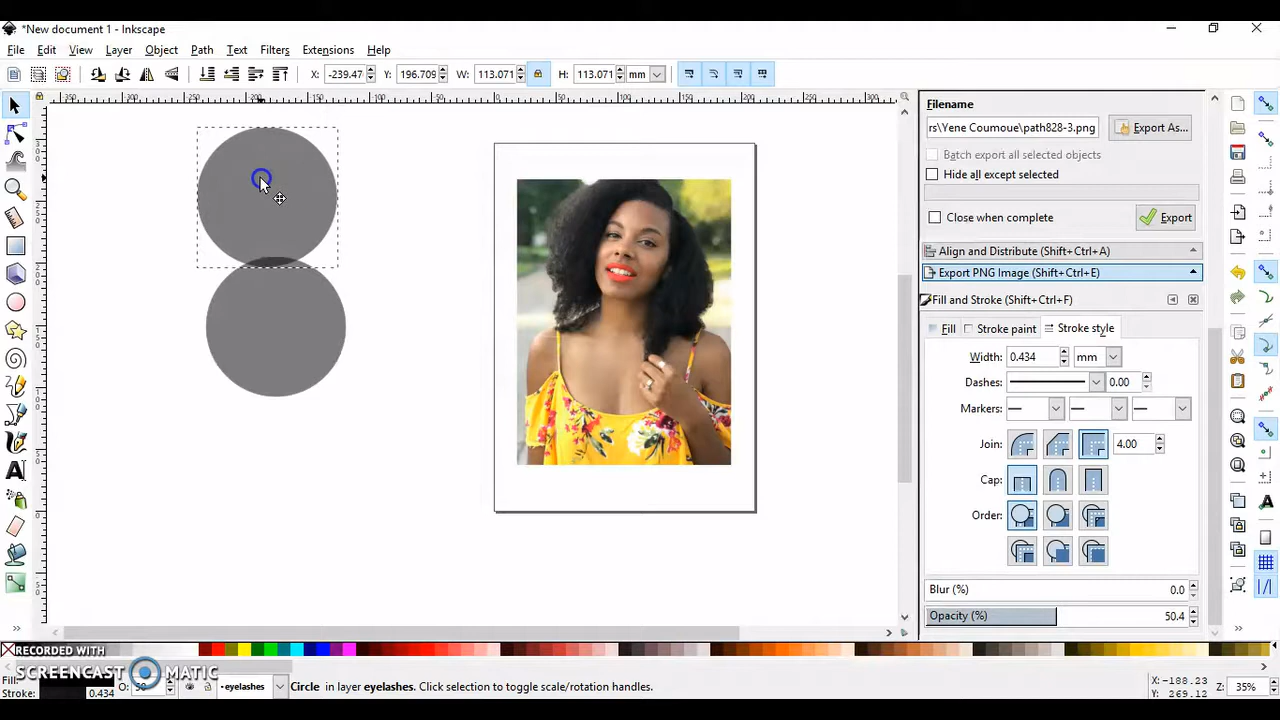 *New document 1 - Inkscape
File Edit View Layer Object Path Text Filters Extensions Help
X: -239.47 Y: 196.709 W: 113.071 H: 113.071 mm
Filename
rs\Yene Coumoue\path828-3.png Export As...
Batch export all selected objects
Hide all except selected
Close when complete Export
Align and Distribute (Shift+Ctrl+A)
Export PNG Image (Shift+Ctrl+E)
Fill and Stroke (Shift+Ctrl+F)
Fill Stroke paint Stroke style
Width: 0.434 mm
Dashes: 0.00
Markers:
Join: 4.00
Cap:
Order:
Blur (%) 0.0
Opacity (%) 50.4
RECORDED WITH
SCREENCAST MATIC
Fill:
Stroke: 0.434 O: 50 eyelashes Circle in layer eyelashes. Click selection to toggle scale/rotation handles. X: -188.23
Y: 269.12 Z: 35%